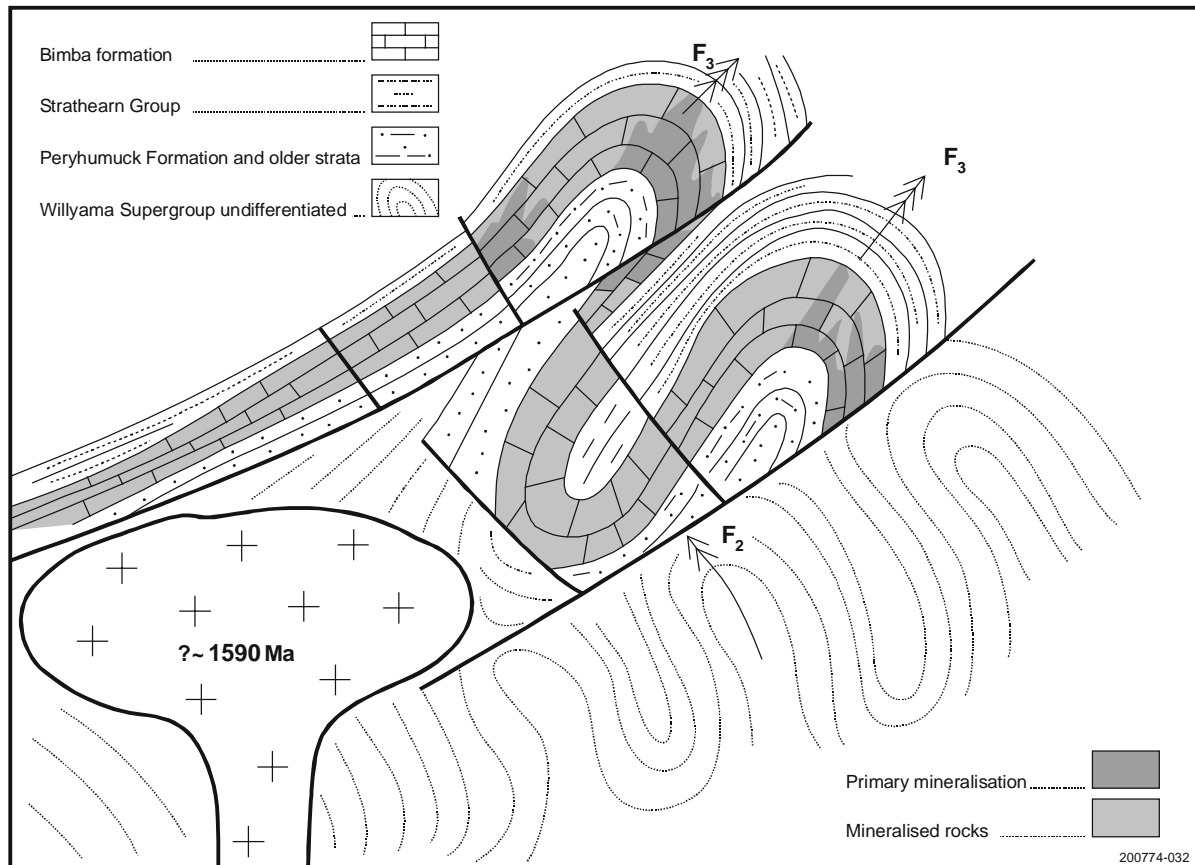 Bimba formation
Strathearn Group
Peryhumuck Formation and older strata
Willyama Supergroup undifferentiated
F3
F3
F2
?~ 1590 Ma
Primary mineralisation
Mineralised rocks
200774-032